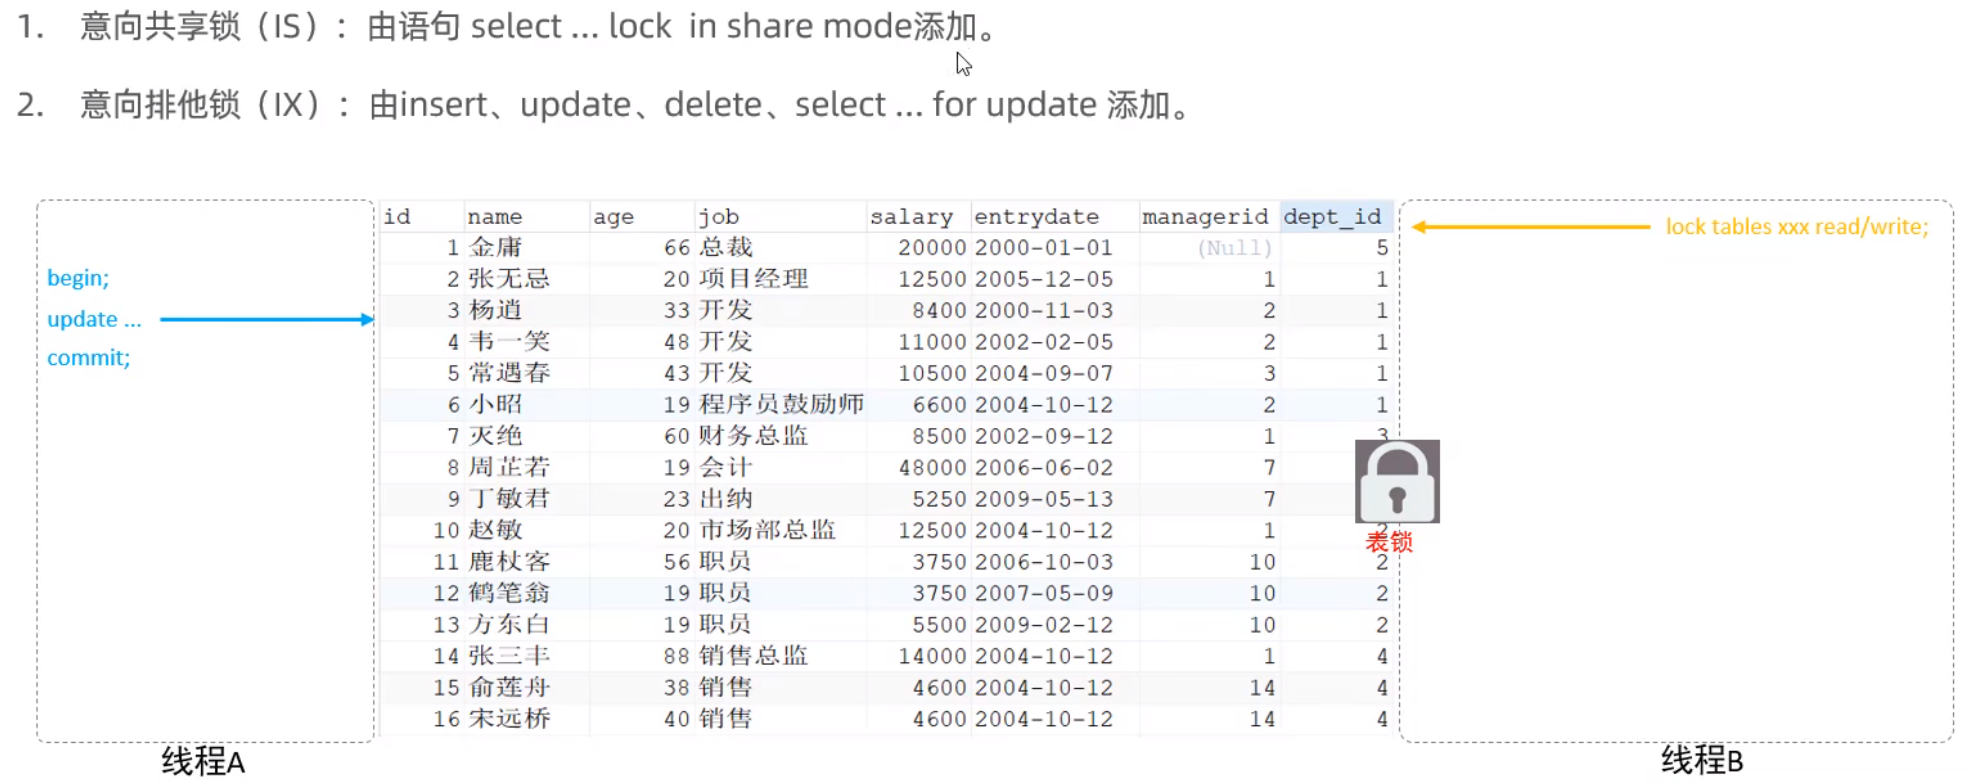 1. 意向共享锁（IS）：由语句 select ... lock in share mode添加。
2. 意向排他锁（IX）：由insert、update、delete、select ... for update 添加。
begin;
update ...
commit;
线程A
id name age job salary entrydate managerid dept_id
1 金庸 66 总裁 20000 2000-01-01 (Null) 5
2 张无忌 20 项目经理 12500 2005-12-05 1 1
3 杨逍 33 开发 8400 2000-11-03 2 1
4 韦一笑 48 开发 11000 2002-02-05 2 1
5 常遇春 43 开发 10500 2004-09-07 3 1
6 小昭 19 程序员鼓励师 6600 2004-10-12 2 1
7 灭绝 60 财务总监 8500 2002-09-12 1 3
8 周芷若 19 会计 48000 2006-06-02 7
9 丁敏君 23 出纳 5250 2009-05-13 7
10 赵敏 20 市场部总监 12500 2004-10-12 1 2
11 鹿杖客 56 职员 3750 2006-10-03 10 2
12 鹤笔翁 19 职员 3750 2007-05-09 10 2
13 方东白 19 职员 5500 2009-02-12 10 2
14 张三丰 88 销售总监 14000 2004-10-12 1 4
15 俞莲舟 38 销售 4600 2004-10-12 14 4
16 宋远桥 40 销售 4600 2004-10-12 14 4
表锁
lock tables xxx read/write;
线程B